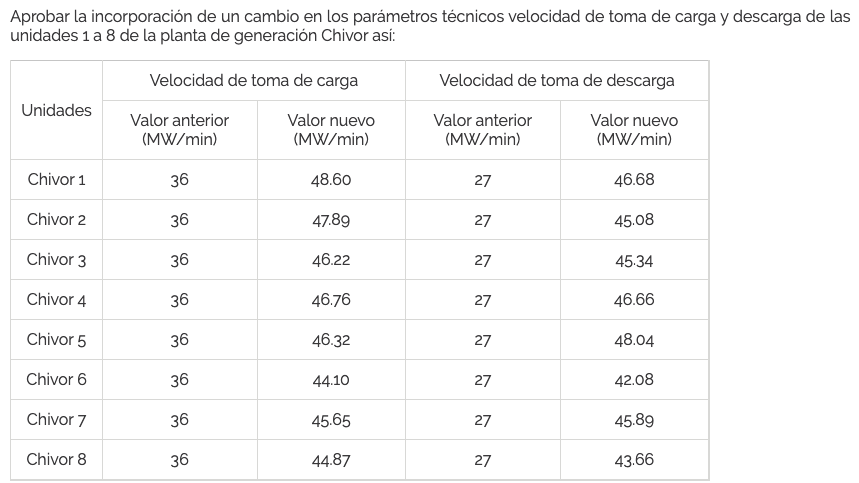 Aprobar la incorporación de un cambio en los parámetros técnicos velocidad de toma de carga y descarga de las
unidades 1 a 8 de la planta de generación Chivor así:
Unidades Velocidad de toma de carga Velocidad de toma de descarga
Valor anterior (MW/min) Valor nuevo (MW/min) Valor anterior (MW/min) Valor nuevo (MW/min)
Chivor 1 36 48.60 27 46.68
Chivor 2 36 47.89 27 45.08
Chivor 3 36 46.22 27 45.34
Chivor 4 36 46.76 27 46.66
Chivor 5 36 46.32 27 48.04
Chivor 6 36 44.10 27 42.08
Chivor 7 36 45.65 27 45.89
Chivor 8 36 44.87 27 43.66